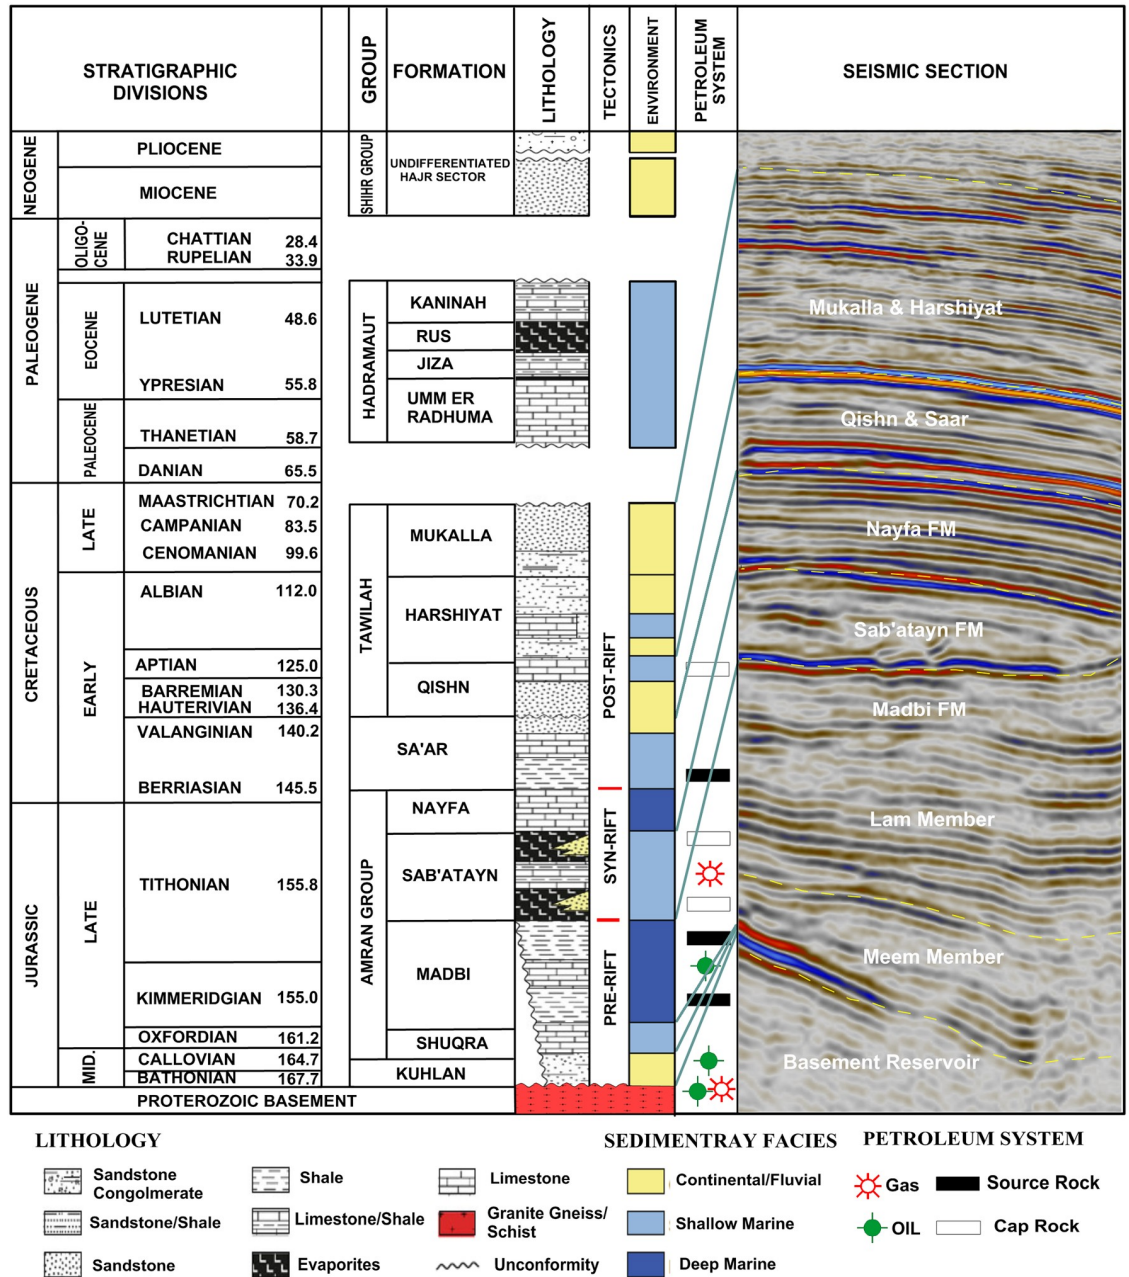 STRATIGRAPHIC
DIVISIONS
GROUP
FORMATION
LITHOLOGY
TECTONICS
ENVIRONMENT
PETROLEUM
SYSTEM
SEISMIC SECTION
NEOGENE
PLIOCENE
MIOCENE
PALEOGENE
OLIGO-
CENE
CHATTIAN 28.4
RUPELIAN 33.9
EOCENE
LUTETIAN 48.6
YPRESIAN 55.8
PALEOCENE
THANETIAN 58.7
DANIAN 65.5
CRETACEOUS
LATE
MAASTRICHTIAN 70.2
CAMPANIAN 83.5
CENOMANIAN 99.6
EARLY
ALBIAN 112.0
APTIAN 125.0
BARREMIAN 130.3
HAUTERIVIAN 136.4
VALANGINIAN 140.2
BERRIASIAN 145.5
JURASSIC
LATE
TITHONIAN 155.8
KIMMERIDGIAN 155.0
OXFORDIAN 161.2
MID.
CALLOVIAN 164.7
BATHONIAN 167.7
PROTEROZOIC BASEMENT
SHIHR GROUP
UNDIFFERENTIATED
HAJR SECTOR
HADRAMAUT
KANINAH
RUS
JIZA
UMM ER
RADHUMA
TAWILAH
MUKALLA
HARSHIYAT
QISHN
SA'AR
AMRAN GROUP
NAYFA
SAB'ATAYN
MADBI
SHUQRA
KUHLAN
POST-RIFT
SYN-RIFT
PRE-RIFT
Mukalla & Harshiyat
Qishn & Saar
Nayfa FM
Sab'atayn FM
Madbi FM
Lam Member
Meem Member
Basement Reservoir
LITHOLOGY
Sandstone
Congolmerate
Sandstone/Shale
Sandstone
Shale
Limestone/Shale
Evaporites
Limestone
Granite Gneiss/
Schist
Unconformity
SEDIMENTRAY FACIES
Continental/Fluvial
Shallow Marine
Deep Marine
PETROLEUM SYSTEM
Gas
Source Rock
OIL
Cap Rock